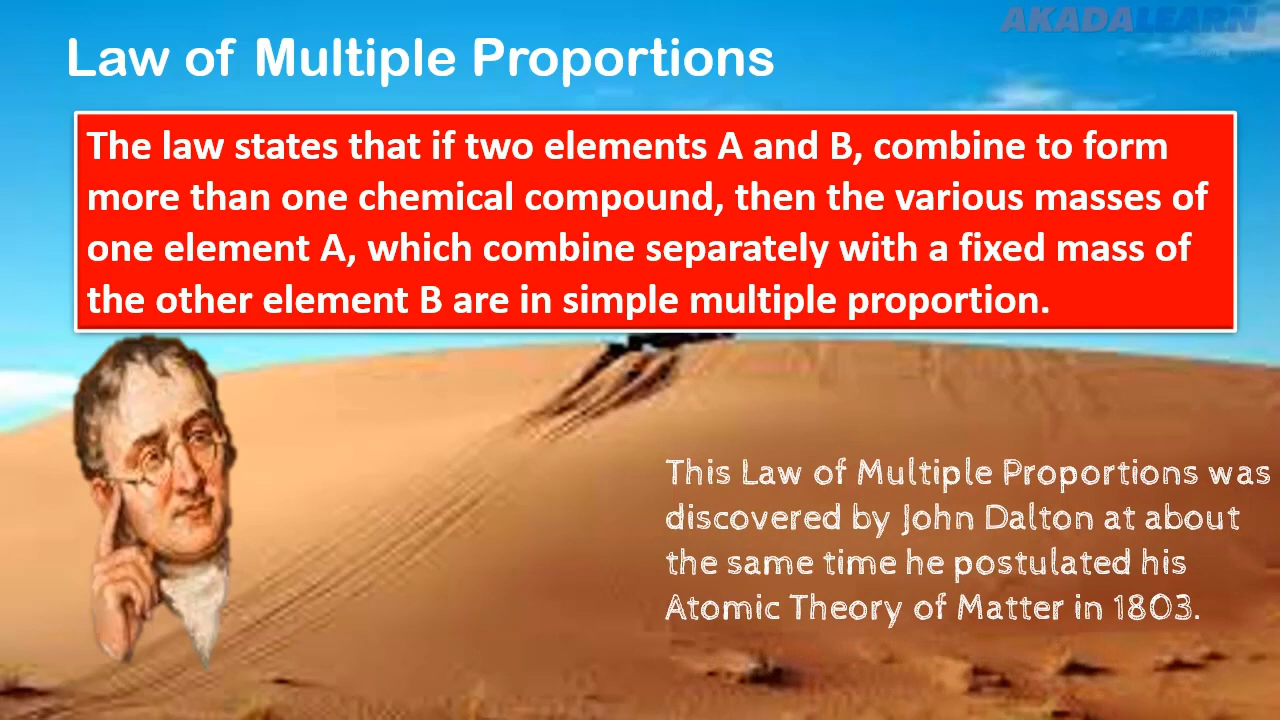 AKADALEARN
Law of Multiple Proportions
The law states that if two elements A and B, combine to form
more than one chemical compound, then the various masses of
one element A, which combine separately with a fixed mass of
the other element B are in simple multiple proportion.
This Law of Multiple Proportions was
discovered by John Dalton at about
the same time he postulated his
Atomic Theory of Matter in 1803.